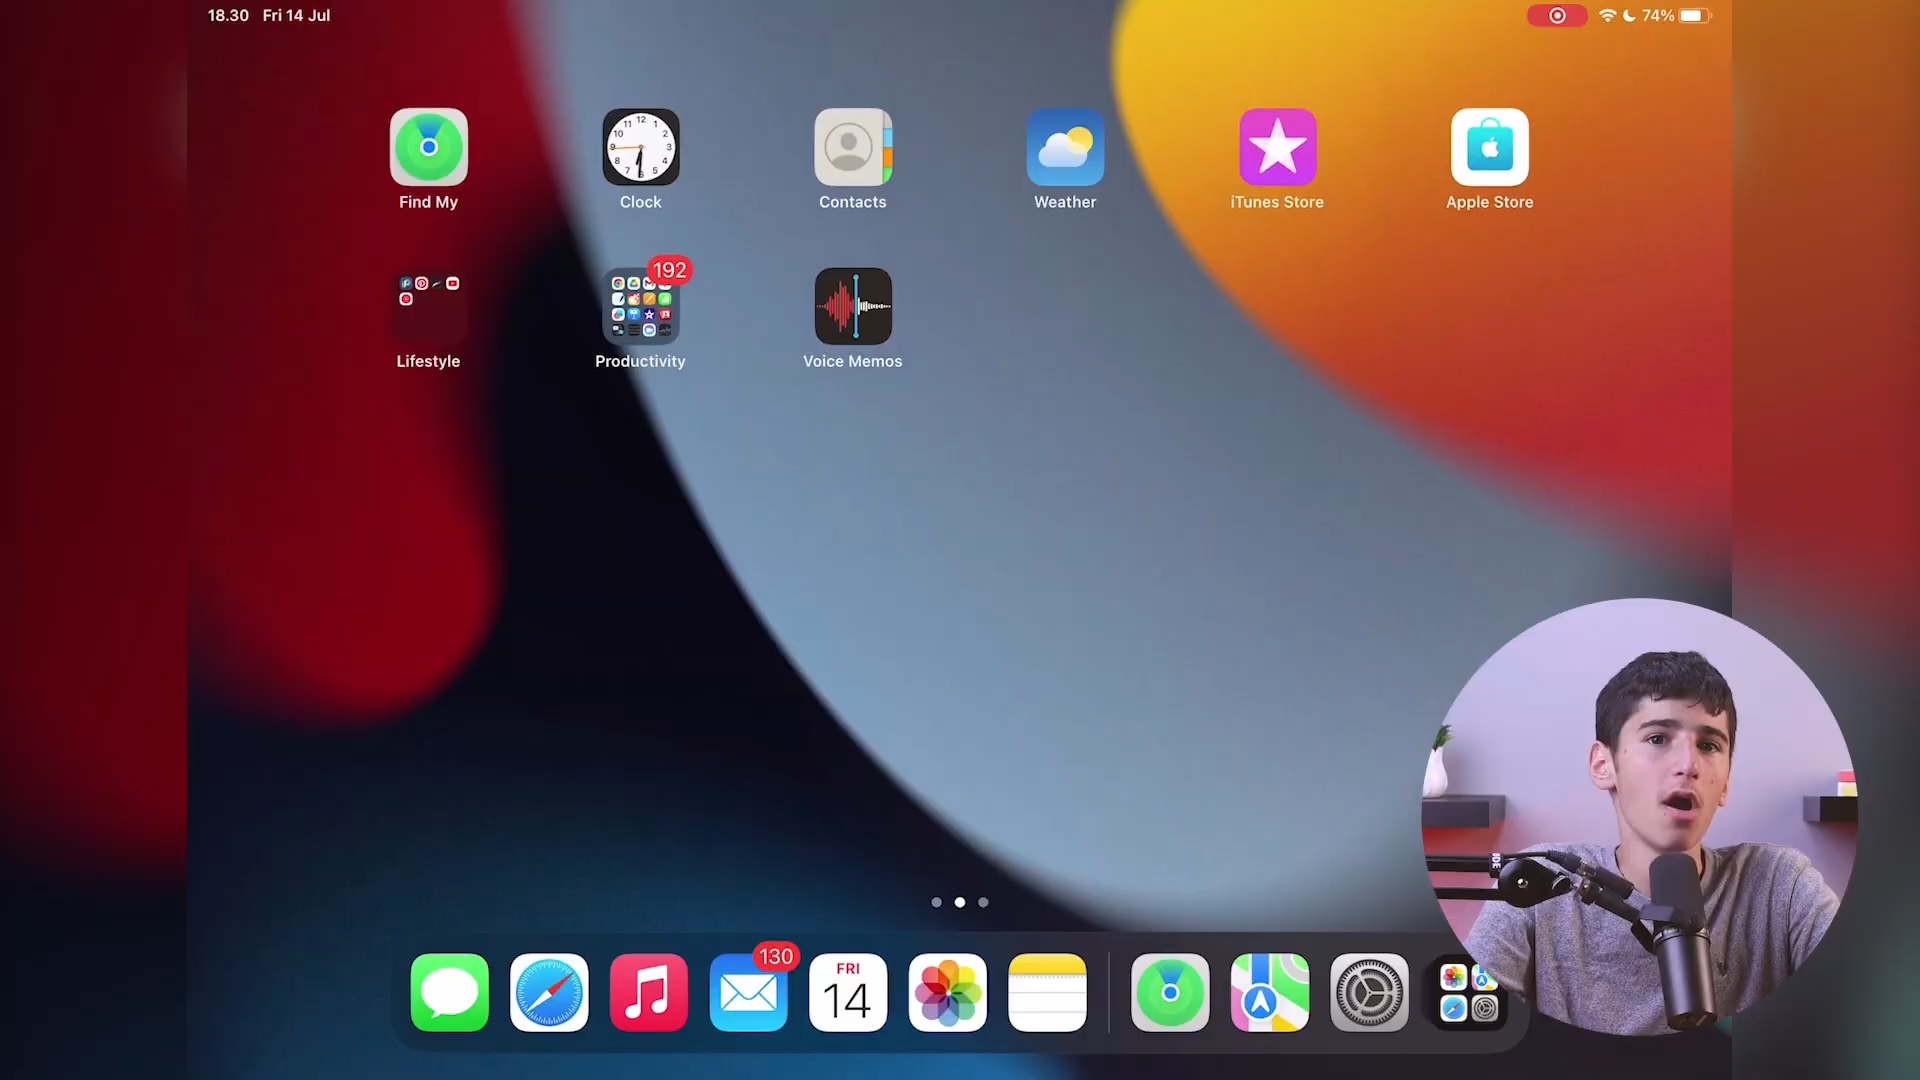 18.30 Fri 14 Jul
74%
Find My
Clock
Contacts
Weather
iTunes Store
Apple Store
192
Lifestyle
Productivity
Voice Memos
130
FRI
14